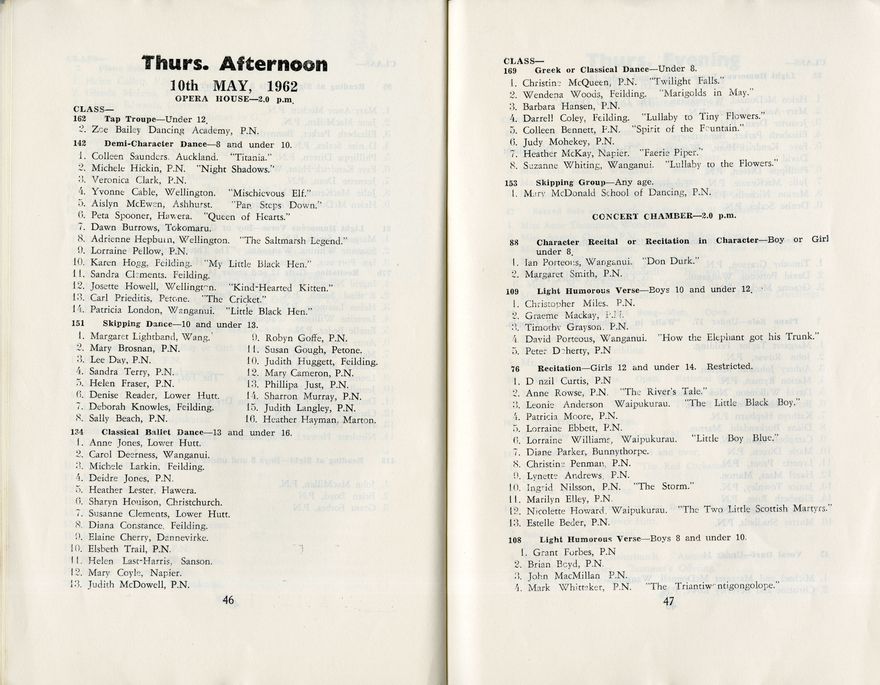 Thurs. Afternoon
10th MAY, 1962
OPERA HOUSE—2.0 p.m.
CLASS—
162 Tap Troupe—Under 12.
2. Zoe Bailey Dancing Academy, P.N.
142 Demi-Character Dance—8 and under 10.
1. Colleen Saunders. Auckland. "Titania."
2. Michele Hickin, P.N. "Night Shadows."
3. Veronica Clark, P.N.
4. Yvonne Cable, Wellington. "Mischievous Elf."
5. Aislyn McEwen, Ashhurst. "Pan Steps Down."
6. Peta Spooner, Hawera. "Queen of Hearts."
7. Dawn Burrows, Tokomaru.
8. Adrienne Hepburn, Wellington. "The Saltmarsh Legend."
9. Lorraine Pellow, P.N.
10. Karen Hogg, Feilding. "My Little Black Hen."
11. Sandra Clements. Feilding.
12. Josette Howell, Wellington. "Kind-Hearted Kitten."
13. Carl Prieditis, Petone. "The Cricket."
14. Patricia London, Wanganui. "Little Black Hen."
151 Skipping Dance—10 and under 13.
1. Margaret Lightband, Wang.
2. Mary Brosnan, P.N.
3. Lee Day, P.N.
4. Sandra Terry, P.N.
5. Helen Fraser, P.N.
6. Denise Reader, Lower Hutt.
7. Deborah Knowles, Feilding.
8. Sally Beach, P.N.
9. Robyn Goffe, P.N.
11. Susan Gough, Petone.
10. Judith Huggett, Feilding.
12. Mary Cameron, P.N.
13. Phillipa Just, P.N.
14. Sharron Murray, P.N.
15. Judith Langley, P.N.
16. Heather Hayman, Marton.
134 Classical Ballet Dance—13 and under 16.
1. Anne Jones, Lower Hutt.
2. Carol Deerness, Wanganui.
3. Michele Larkin, Feilding.
4. Deidre Jones, P.N.
5. Heather Lester, Hawera.
6. Sharyn Houison, Christchurch.
7. Susanne Clements, Lower Hutt.
8. Diana Constance, Feilding.
9. Elaine Cherry, Dannevirke.
10. Elsbeth Trail, P.N.
11. Helen Last-Harris, Sanson.
12. Mary Coyle, Napier.
13. Judith McDowell, P.N.
46
CLASS—
169 Greek or Classical Dance—Under 8.
1. Christine McQueen, P.N. "Twilight Falls."
2. Wendena Woods, Feilding. "Marigolds in May."
3. Barbara Hansen, P.N.
4. Darrell Coley, Feilding. "Lullaby to Tiny Flowers."
5. Colleen Bennett, P.N. "Spirit of the Fountain."
6. Judy Mohekey, P.N.
7. Heather McKay, Napier. "Faerie Piper."
8. Suzanne Whiting, Wanganui. "Lullaby to the Flowers."
153 Skipping Group—Any age.
1. Mary McDonald School of Dancing, P.N.
CONCERT CHAMBER—2.0 p.m.
88 Character Recital or Recitation in Character—Boy or Girl
under 8.
1. Ian Porteous, Wanganui. "Don Durk."
2. Margaret Smith, P.N.
109 Light Humorous Verse—Boys 10 and under 12.
1. Christopher Miles. P.N.
2. Graeme Mackay, P.N.
3. Timothy Grayson. P.N.
4 David Porteous, Wanganui. "How the Elephant got his Trunk."
5. Peter Doherty, P.N
76 Recitation—Girls 12 and under 14. Restricted.
1. Denzil Curtis, P.N
2. Anne Rowse, P.N. "The River's Tale."
3. Leonie Anderson Waipukurau. "The Little Black Boy."
4. Patricia Moore, P.N.
5. Lorraine Ebbett, P.N.
6. Lorraine Williams, Waipukurau. "Little Boy Blue."
7. Diane Parker, Bunnythorpe.
8. Christine Penman, P.N.
9. Lynette Andrews P.N.
10. Ingrid Nilsson, P.N. "The Storm."
11. Marilyn Elley, P.N
12. Nicolette Howard, Waipukurau. "The Two Little Scottish Martyrs."
13. Estelle Beder, P.N.
108 Light Humorous Verse—Boys 8 and under 10.
1. Grant Forbes, P.N
2. Brian Boyd, P.N.
3. John MacMillan P.N.
4. Mark Whittaker, P.N. "The Triantiwontigongolope."
47